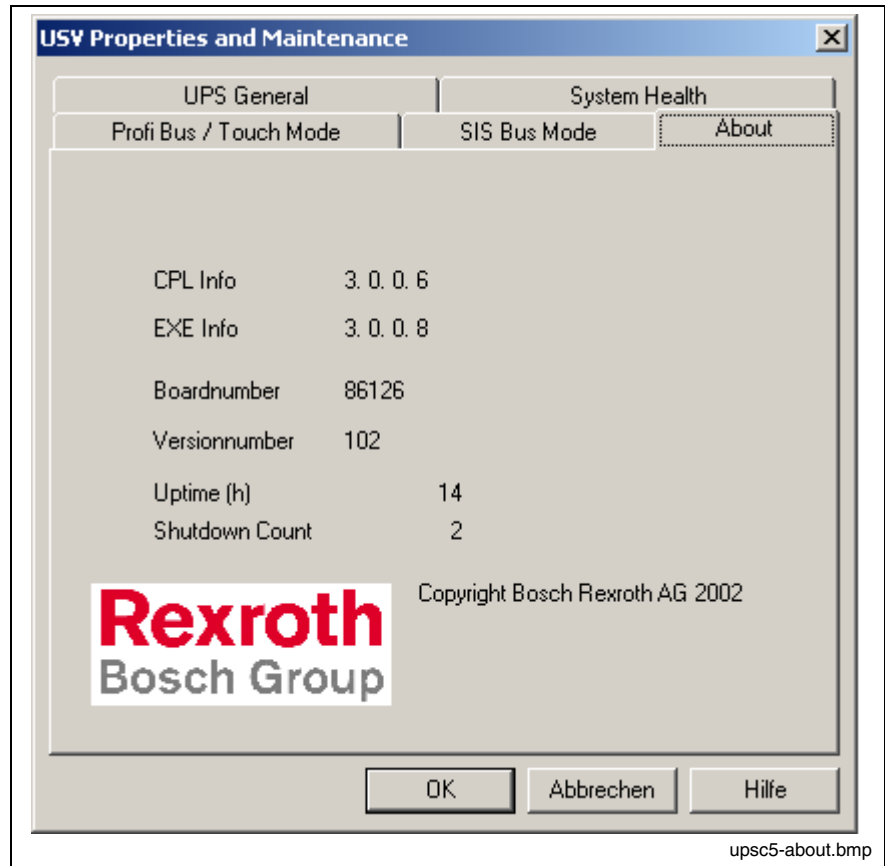 USV Properties and Maintenance
UPS General System Health
Profi Bus / Touch Mode SIS Bus Mode About
CPL Info 3. 0. 0. 6
EXE Info 3. 0. 0. 8
Boardnumber 86126
Versionnumber 102
Uptime (h) 14
Shutdown Count 2
Copyright Bosch Rexroth AG 2002
Rexroth
Bosch Group
OK Abbrechen Hilfe
upsc5-about.bmp